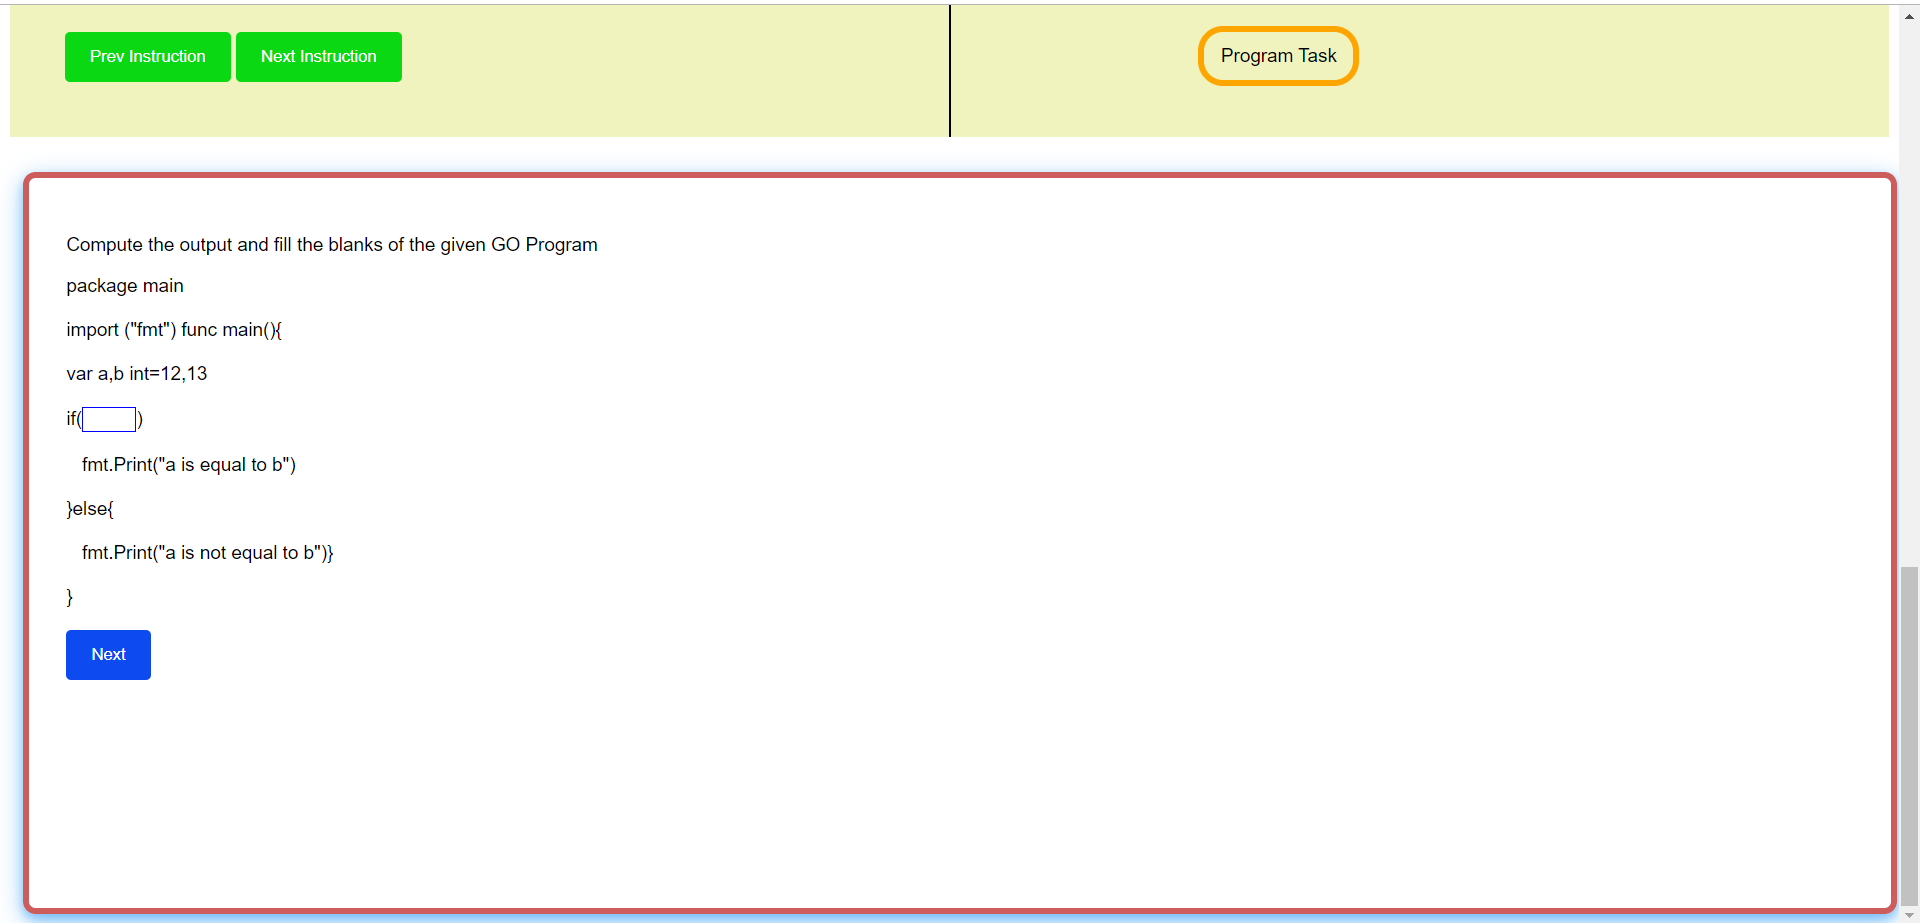 Prev Instruction
Next Instruction
Program Task
Compute the output and fill the blanks of the given GO Program
package main
import ("fmt") func main(){
var a,b int=12,13
if( )
fmt.Print("a is equal to b")
}else{
fmt.Print("a is not equal to b")}
}
Next